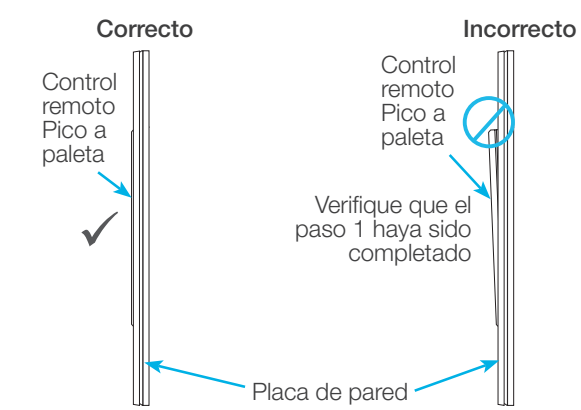 Correcto
Control
remoto
Pico a
paleta
Incorrecto
Control
remoto
Pico a
paleta
Verifique que el
paso 1 haya sido
completado
Placa de pared